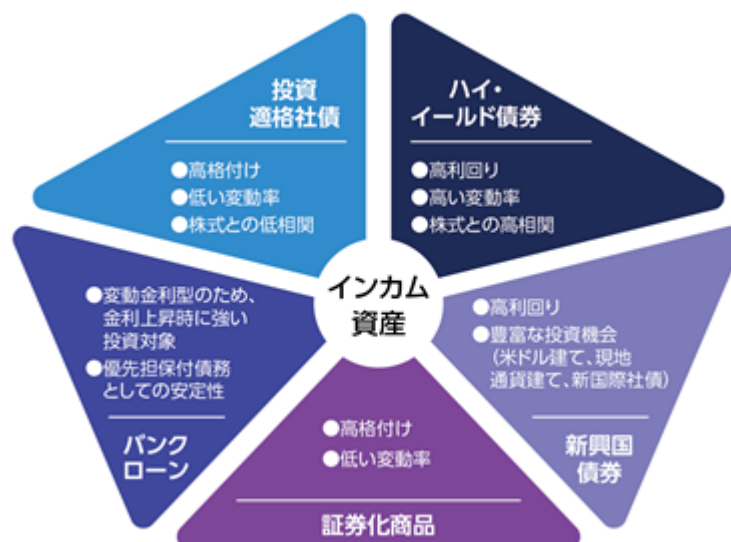 投資
適格社債
●高格付け
●低い変動率
●株式との低相関
ハイ・
イールド債券
●高利回り
●高い変動率
●株式との高相関
インカム
資産
●変動金利型のため、
金利上昇時に強い
投資対象
●優先担保付債務
としての安定性
バンク
ローン
●高利回り
●豊富な投資機会
(米ドル建て、現地
通貨建て、新国際社債)
新興国
債券
●高格付け
●低い変動率
証券化商品